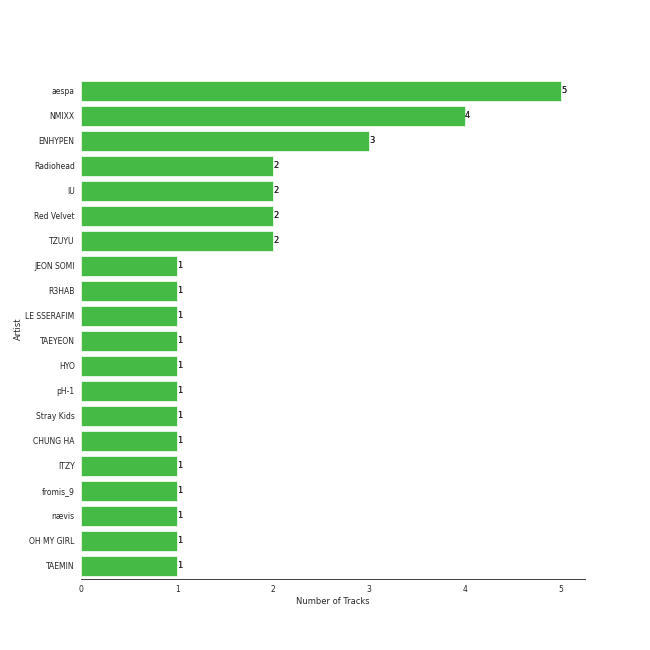 aespa 5
NMIXX 4
ENHYPEN 3
Radiohead 2
IU 2
Red Velvet 2
TZUYU 2
JEON SOMI 1
R3HAB 1
LE SSERAFIM 1
TAEYEON 1
HYO 1
pH-1 1
Stray Kids 1
CHUNG HA 1
ITZY 1
fromis_9 1
nævis 1
OH MY GIRL 1
TAEMIN 1
Artist
0 1 2 3 4 5
Number of Tracks